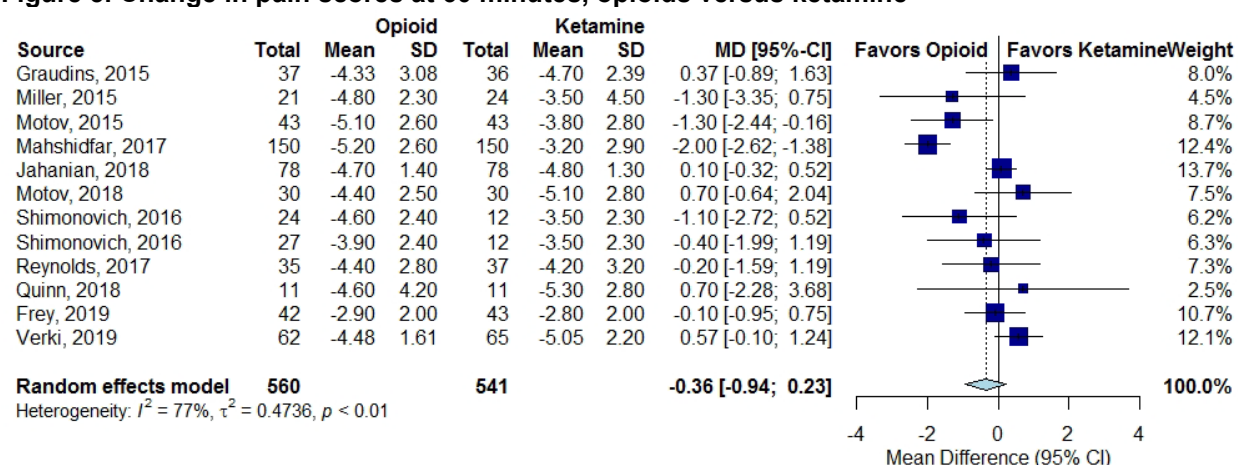 Opioid Ketamine
Source Total Mean SD Total Mean SD MD [95%-CI] Favors Opioid Favors Ketamine Weight
Graudins, 2015 37 -4.33 3.08 36 -4.70 2.39 0.37 [-0.89; 1.63] 8.0%
Miller, 2015 21 -4.80 2.30 24 -3.50 4.50 -1.30 [-3.35; 0.75] 4.5%
Motov, 2015 43 -5.10 2.60 43 -3.80 2.80 -1.30 [-2.44; -0.16] 8.7%
Mahshidfar, 2017 150 -5.20 2.60 150 -3.20 2.90 -2.00 [-2.62; -1.38] 12.4%
Jahanian, 2018 78 -4.70 1.40 78 -4.80 1.30 0.10 [-0.32; 0.52] 13.7%
Motov, 2018 30 -4.40 2.50 30 -5.10 2.80 0.70 [-0.64; 2.04] 7.5%
Shimonovich, 2016 24 -4.60 2.40 12 -3.50 2.30 -1.10 [-2.72; 0.52] 6.2%
Shimonovich, 2016 27 -3.90 2.40 12 -3.50 2.30 -0.40 [-1.99; 1.19] 6.3%
Reynolds, 2017 35 -4.40 2.80 37 -4.20 3.20 -0.20 [-1.59; 1.19] 7.3%
Quinn, 2018 11 -4.60 4.20 11 -5.30 2.80 0.70 [-2.28; 3.68] 2.5%
Frey, 2019 42 -2.90 2.00 43 -2.80 2.00 -0.10 [-0.95; 0.75] 10.7%
Verki, 2019 62 -4.48 1.61 65 -5.05 2.20 0.57 [-0.10; 1.24] 12.1%
Random effects model 560 541 -0.36 [-0.94; 0.23] 100.0%
Heterogeneity: I² = 77%, τ² = 0.4736, p < 0.01
-4 -2 0 2 4
Mean Difference (95% CI)